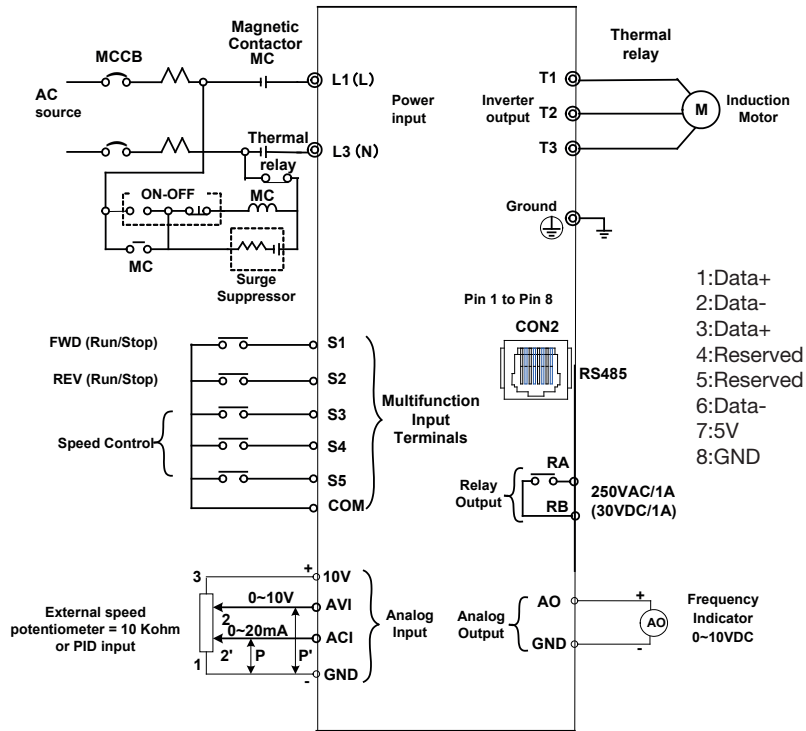 Magnetic
Contactor
MC
MCCB
AC
source
L1 (L)
Thermal
relay
L3 (N)
ON-OFF
MC
MC
Surge
Suppressor
Power
input
Inverter
output
T1
T2
T3
Thermal
relay
M
Induction
Motor
Ground
Pin 1 to Pin 8
CON2
RS485
1:Data+
2:Data-
3:Data+
4:Reserved
5:Reserved
6:Data-
7:5V
8:GND
FWD (Run/Stop)
REV (Run/Stop)
Speed Control
S1
S2
S3
S4
S5
COM
Multifunction
Input
Terminals
Relay
Output
RA
RB
250VAC/1A
(30VDC/1A)
External speed
potentiometer = 10 Kohm
or PID input
3
+
10V
0~10V
AVI
2
0~20mA
ACI
2'
P
P'
1
-
GND
Analog
Input
Analog
Output
AO
GND
+
AO
-
Frequency
Indicator
0~10VDC